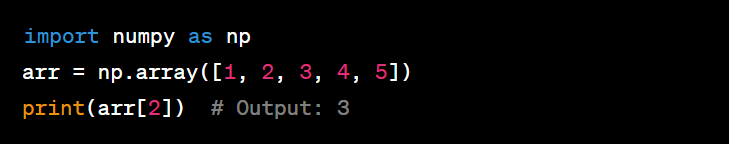 import numpy as np
arr = np.array([1, 2, 3, 4, 5])
print(arr[2])  # Output: 3